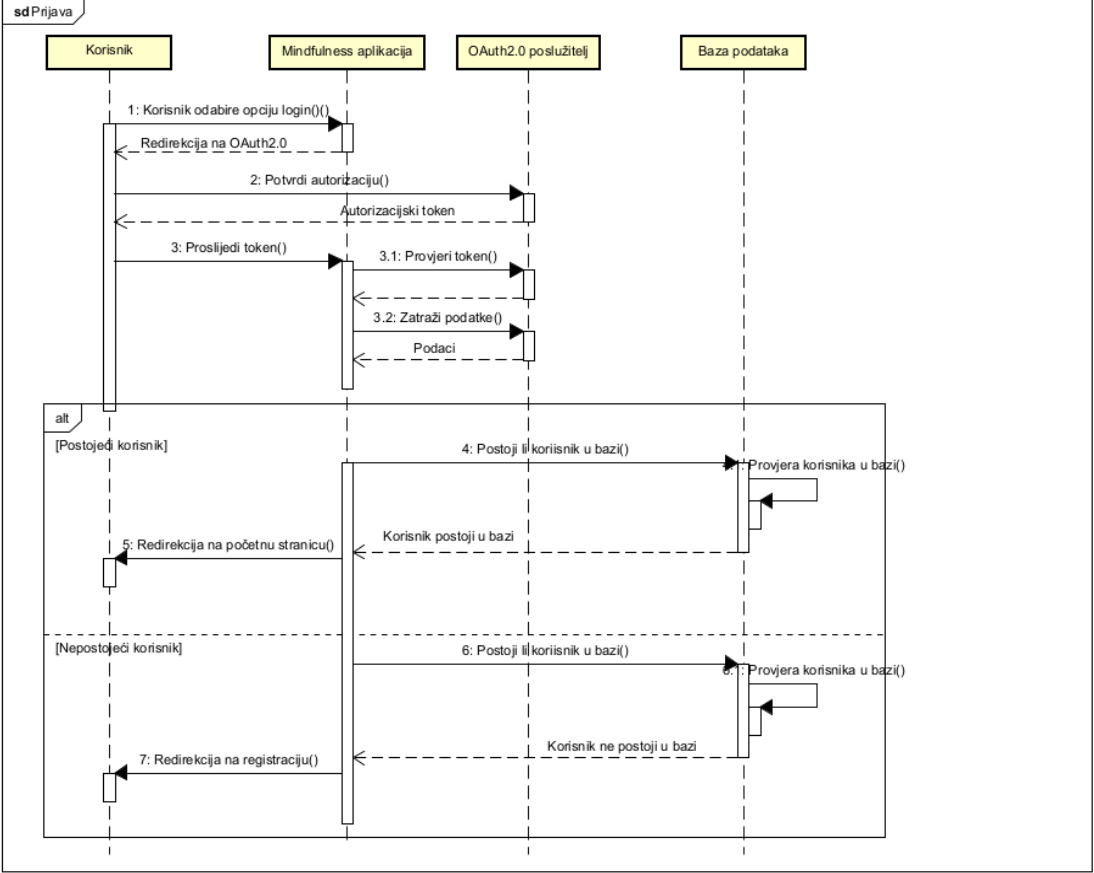 sd Prijava
Korisnik
Mindfulness aplikacija
OAuth2.0 poslužitelj
Baza podataka
1: Korisnik odabire opciju login()()
Redirekcija na OAuth2.0
2: Potvrdi autorizaciju()
Autorizacijski token
3: Proslijedi token()
3.1: Provjeri token()
3.2: Zatraži podatke()
Podaci
alt
[Postojeći korisnik]
4: Postoji li koriisnik u bazi()
Provjera korisnika u bazi()
Korisnik postoji u bazi
5: Redirekcija na početnu stranicu()
[Nepostojeći korisnik]
6: Postoji li koriisnik u bazi()
Provjera korisnika u bazi()
Korisnik ne postoji u bazi
7: Redirekcija na registraciju()